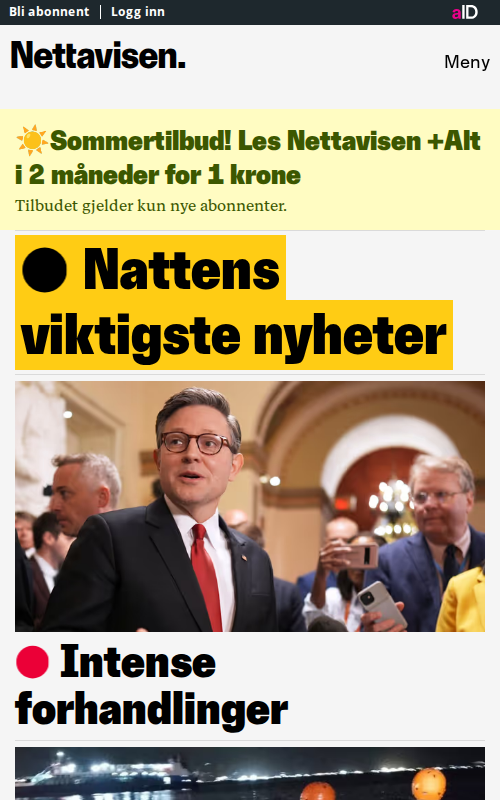 Bli abonnent | Logg inn
aID
Nettavisen.
Meny
☀️Sommertilbud! Les Nettavisen +Alt
i 2 måneder for 1 krone
Tilbudet gjelder kun nye abonnenter.
● Nattens
viktigste nyheter
Intense
forhandlinger